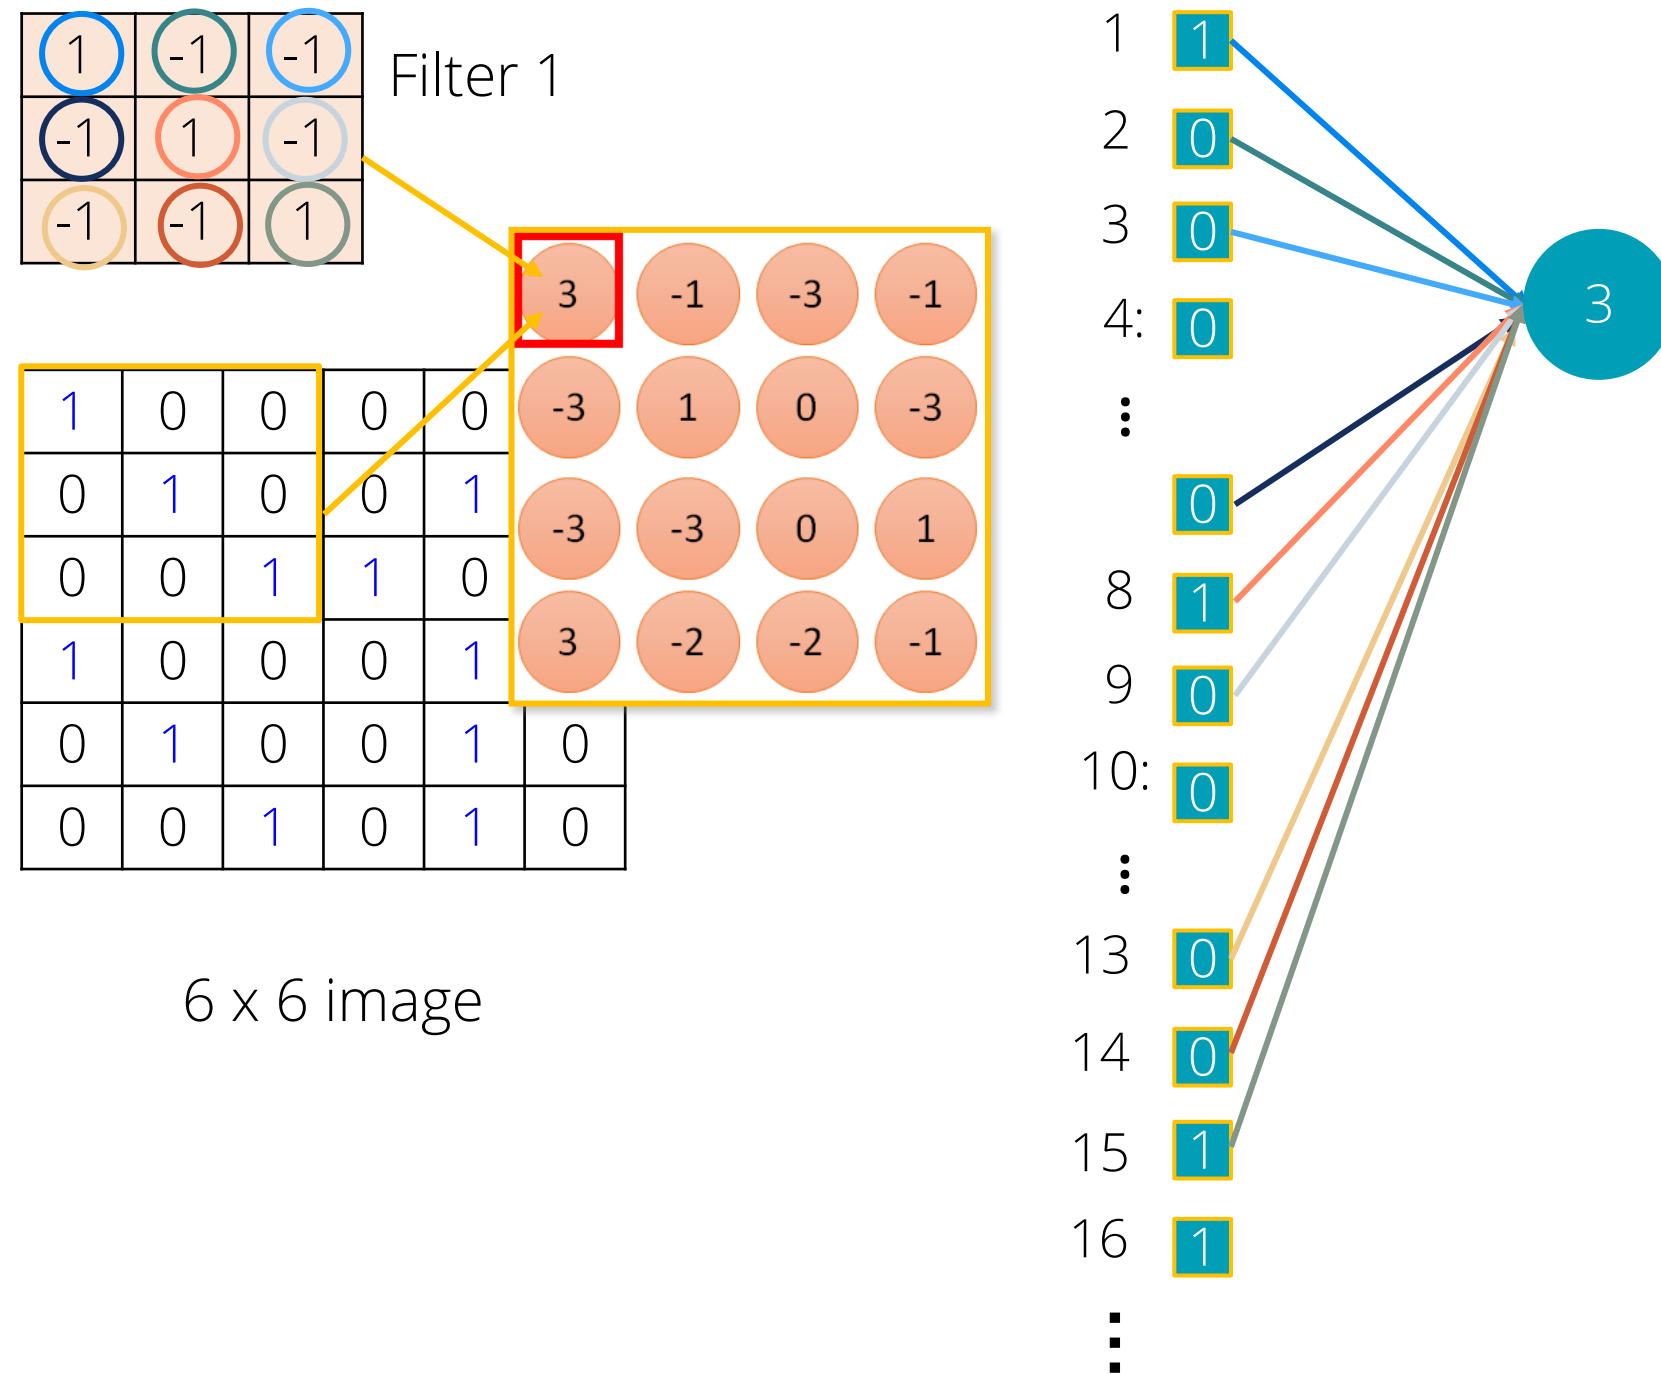 1 -1 -1
-1 1 -1
-1 -1 1
Filter 1
3 -1 -3 -1
-3 1 0 -3
-3 -3 0 1
3 -2 -2 -1
1 0 0 0 0
0 1 0 0 1
0 0 1 1 0
1 0 0 0 1
0 1 0 0 1 0
0 0 1 0 1 0
6 x 6 image
1 1
2 0
3 0
4: 0
⋮
0
8 1
9 0
10: 0
⋮
13 0
14 0
15 1
16 1
⋮
3